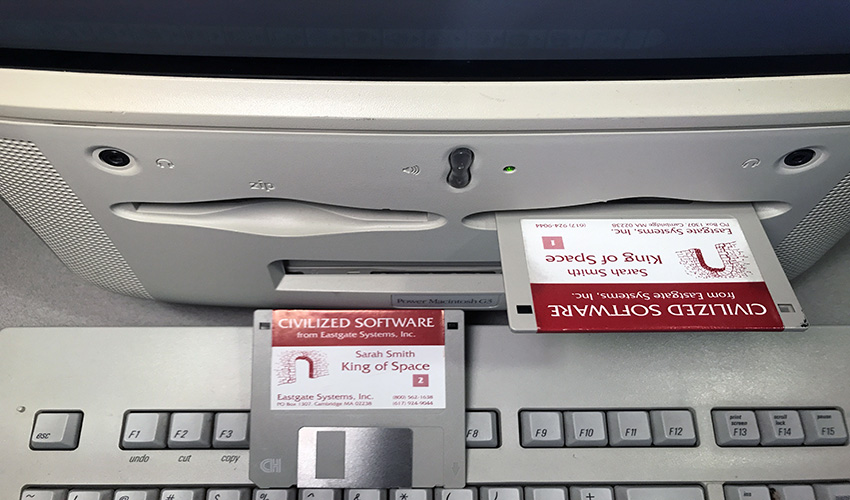 zip
PO Box 1307, Cambridge MA 02238 (617) 924-9044
Eastgate Systems, Inc.
1
King of Space
Sarah Smith
from Eastgate Systems, Inc.
CIVILIZED SOFTWARE
Power Macintosh G3
CIVILIZED SOFTWARE
from Eastgate Systems, Inc.
Sarah Smith
King of Space
2
Eastgate Systems, Inc. (800) 562-1638
PO Box 1307, Cambridge MA 02238 (617) 924-9044
esc F1 F2 F3 F8 F9 F10 F11 F12 print screen F13 scroll lock F14 pause F15
undo cut copy
~ ! @ # $ % ^ & * ( ) _ + ins